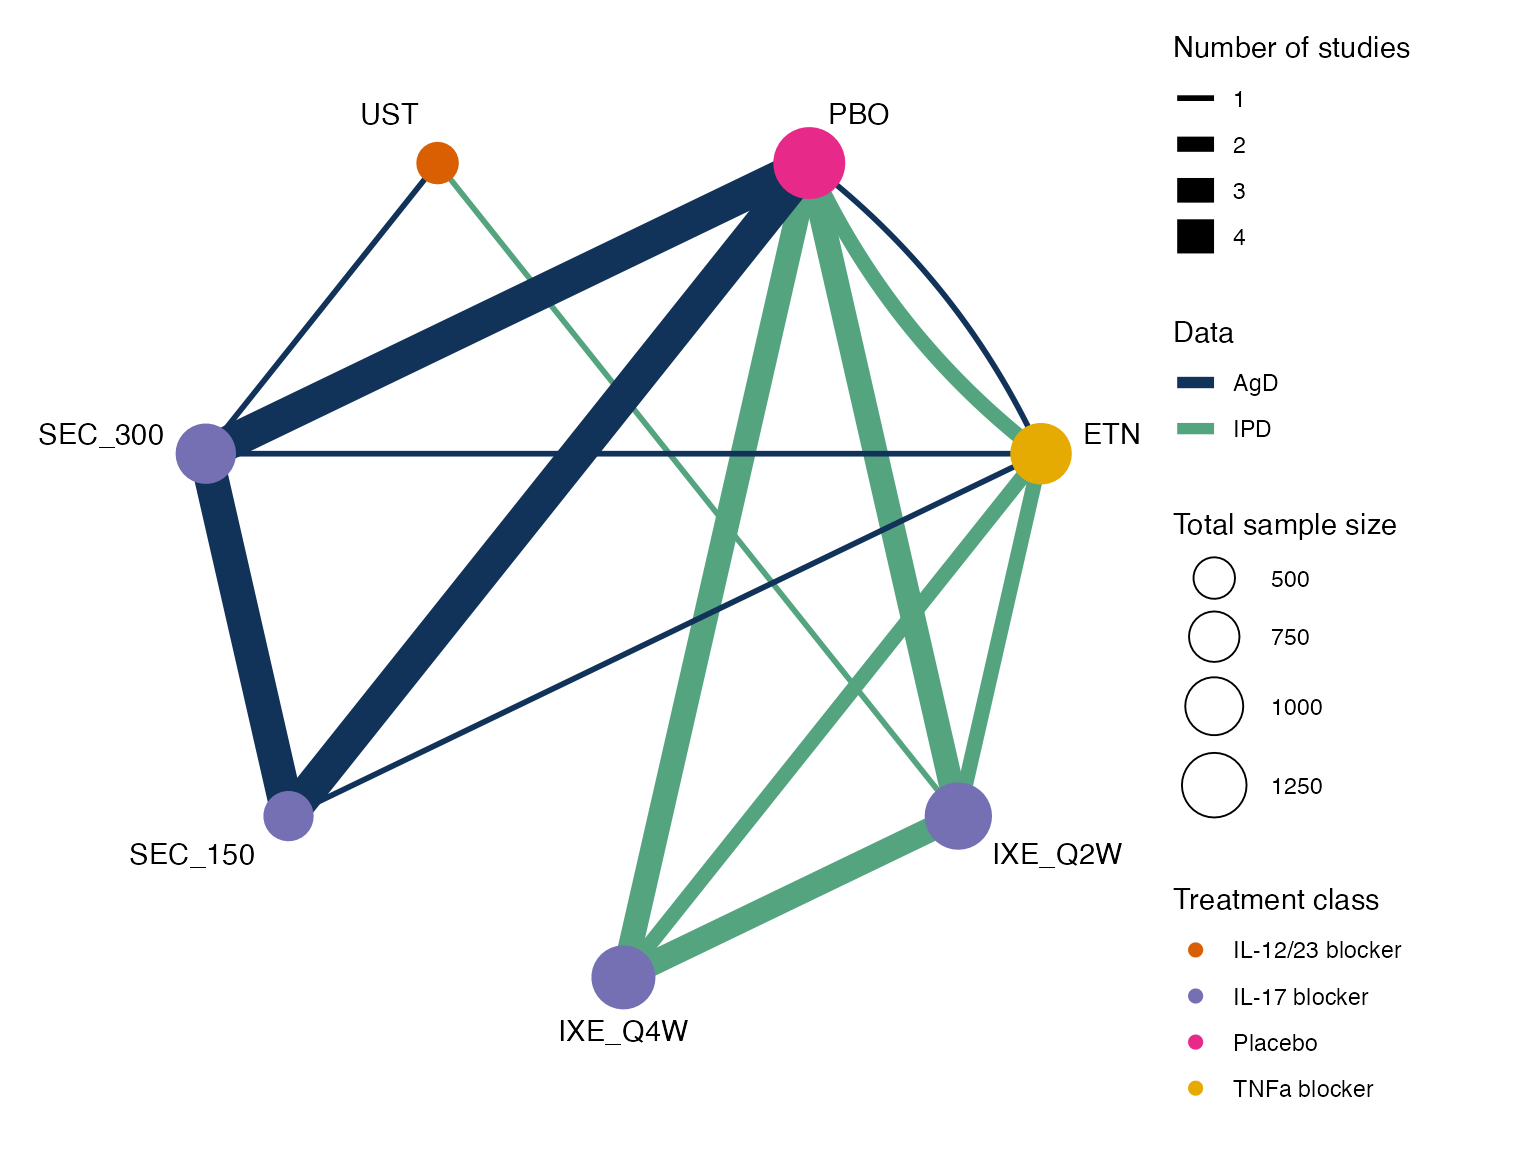 UST
PBO
SEC_300
ETN
SEC_150
IXE_Q2W
IXE_Q4W
Number of studies
1
2
3
4
Data
AgD
IPD
Total sample size
500
750
1000
1250
Treatment class
IL-12/23 blocker
IL-17 blocker
Placebo
TNFa blocker